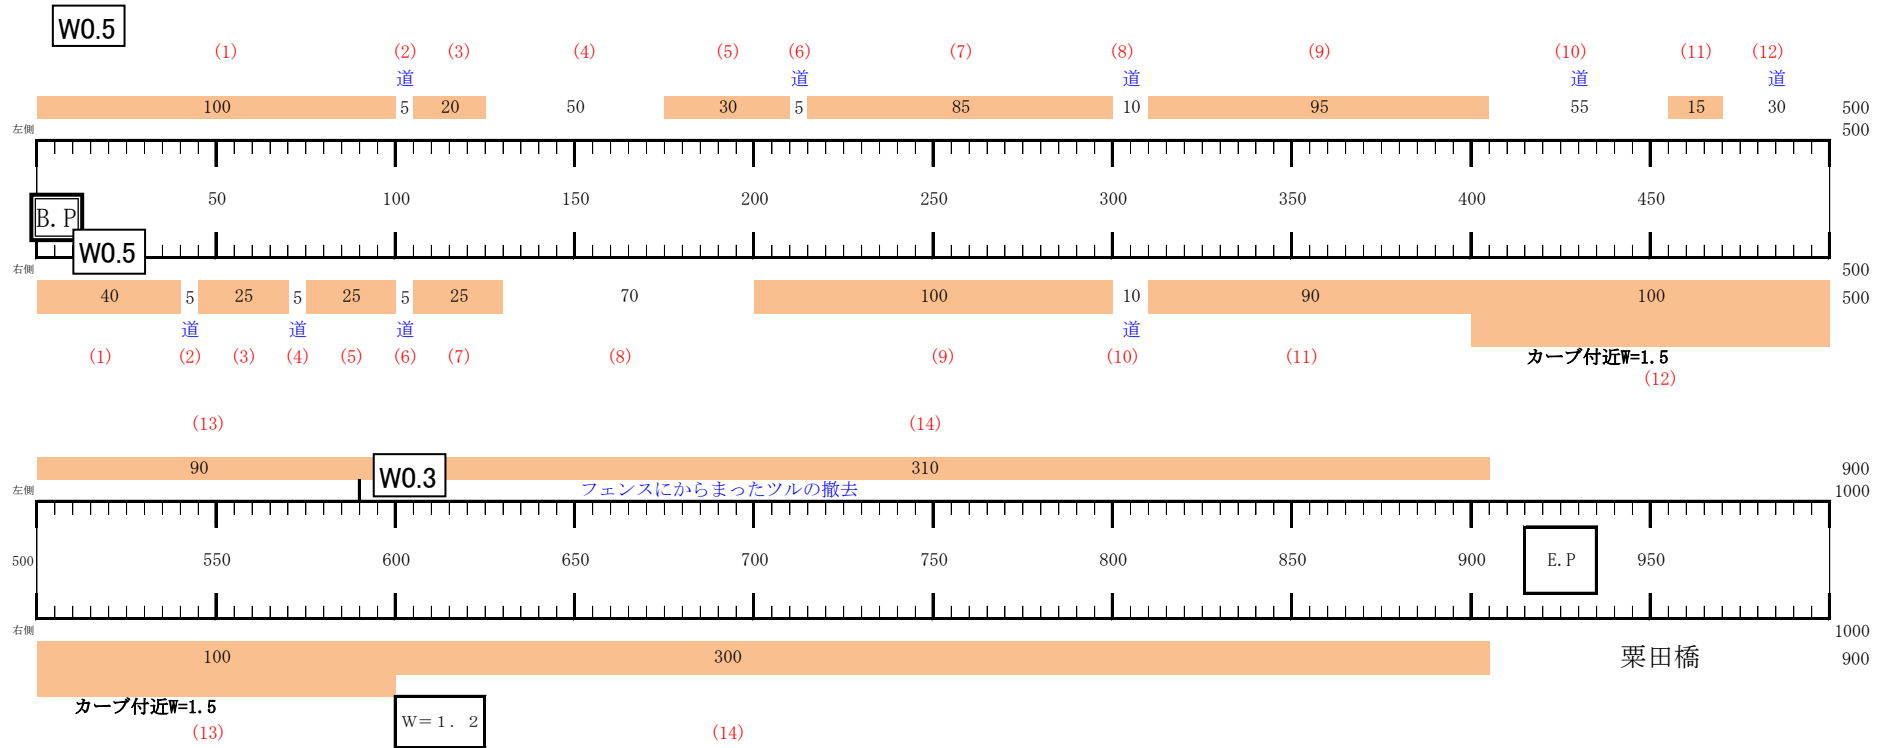 W0.5
(1) (2) (3) (4) (5) (6) (7) (8) (9) (10) (11) (12)
道 道 道 道 道
100 5 20 50 30 5 85 10 95 55 15 30 500
左側 500
50 100 150 200 250 300 350 400 450
B.P
W0.5
右側 500
40 5 25 5 25 5 25 70 100 10 90 100 500
道 道 道 道
(1) (2) (3) (4) (5) (6) (7) (8) (9) (10) (11) カーブ付近W=1.5
(12)
(13) (14)
90 310 900
W0.3
左側 フェンスにからまったツルの撤去 1000
500 550 600 650 700 750 800 850 900 E.P 950
右側 1000
100 300 粟田橋 900
カーブ付近W=1.5
W=1.2
(13) (14)